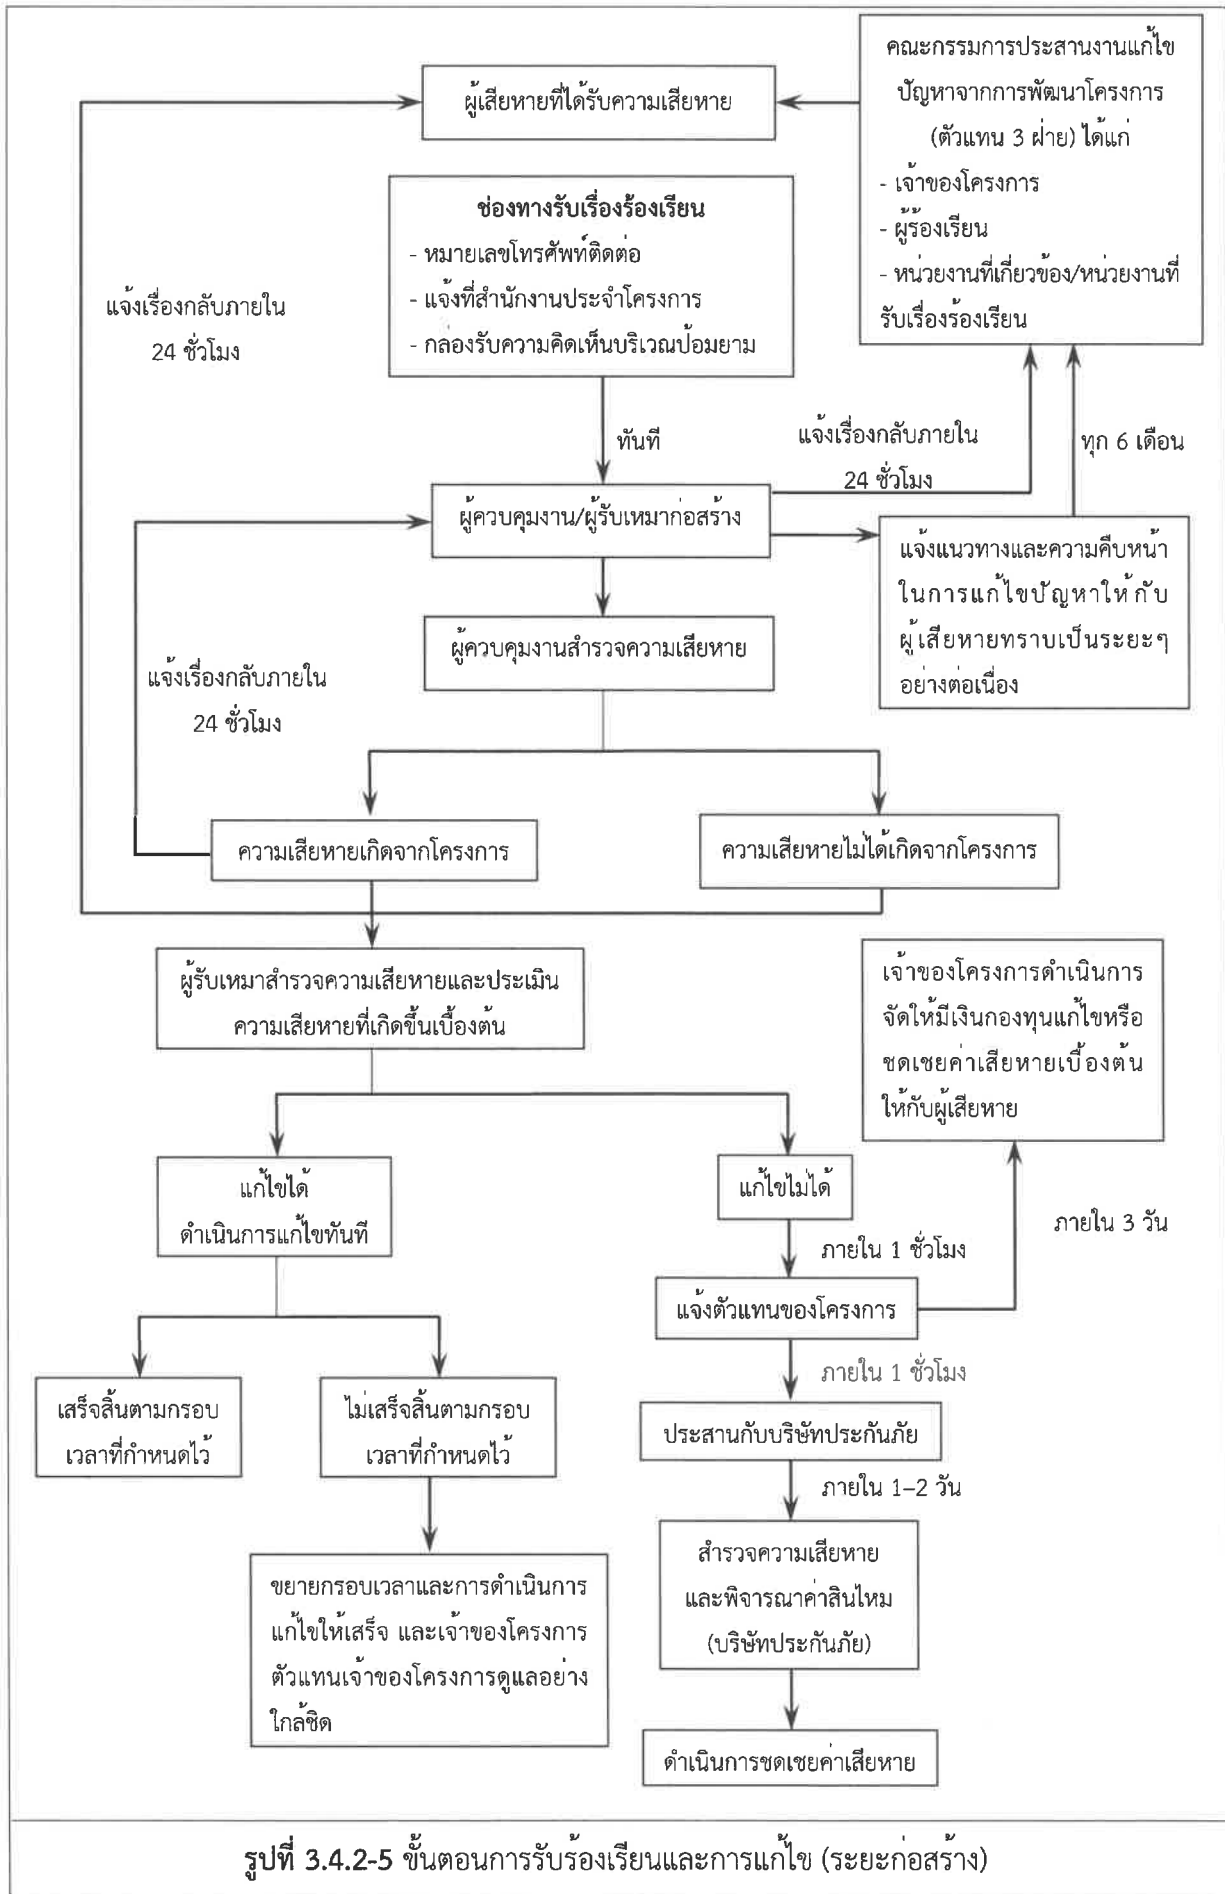 คณะกรรมการประสานงานแก้ไข
ปัญหาจากการพัฒนาโครงการ
(ตัวแทน 3 ฝ่าย) ได้แก่
- เจ้าของโครงการ
- ผู้ร้องเรียน
- หน่วยงานที่เกี่ยวข้อง/หน่วยงานที่
รับเรื่องร้องเรียน
ผู้เสียหายที่ได้รับความเสียหาย
ช่องทางรับเรื่องร้องเรียน
- หมายเลขโทรศัพท์ติดต่อ
- แจ้งที่สำนักงานประจำโครงการ
- กล่องรับความคิดเห็นบริเวณป้อมยาม
แจ้งเรื่องกลับภายใน
24 ชั่วโมง
ทันที
แจ้งเรื่องกลับภายใน
24 ชั่วโมง
ทุก 6 เดือน
ผู้ควบคุมงาน/ผู้รับเหมาก่อสร้าง
แจ้งแนวทางและความคืบหน้า
ในการแก้ไขปัญหาให้กับ
ผู้เสียหายทราบเป็นระยะๆ
อย่างต่อเนื่อง
ผู้ควบคุมงานสำรวจความเสียหาย
แจ้งเรื่องกลับภายใน
24 ชั่วโมง
ความเสียหายเกิดจากโครงการ
ความเสียหายไม่ได้เกิดจากโครงการ
ผู้รับเหมาสำรวจความเสียหายและประเมิน
ความเสียหายที่เกิดขึ้นเบื้องต้น
เจ้าของโครงการดำเนินการ
จัดให้มีเงินกองทุนแก้ไขหรือ
ชดเชยค่าเสียหายเบื้องต้น
ให้กับผู้เสียหาย
แก้ไขได้
ดำเนินการแก้ไขทันที
แก้ไขไม่ได้
ภายใน 3 วัน
ภายใน 1 ชั่วโมง
แจ้งตัวแทนของโครงการ
ภายใน 1 ชั่วโมง
เสร็จสิ้นตามกรอบ
เวลาที่กำหนดไว้
ไม่เสร็จสิ้นตามกรอบ
เวลาที่กำหนดไว้
ประสานกับบริษัทประกันภัย
ภายใน 1–2 วัน
สำรวจความเสียหาย
และพิจารณาค่าสินไหม
(บริษัทประกันภัย)
ขยายกรอบเวลาและการดำเนินการ
แก้ไขให้เสร็จ และเจ้าของโครงการ
ตัวแทนเจ้าของโครงการดูแลอย่าง
ใกล้ชิด
ดำเนินการชดเชยค่าเสียหาย
รูปที่ 3.4.2-5 ขั้นตอนการรับร้องเรียนและการแก้ไข (ระยะก่อสร้าง)